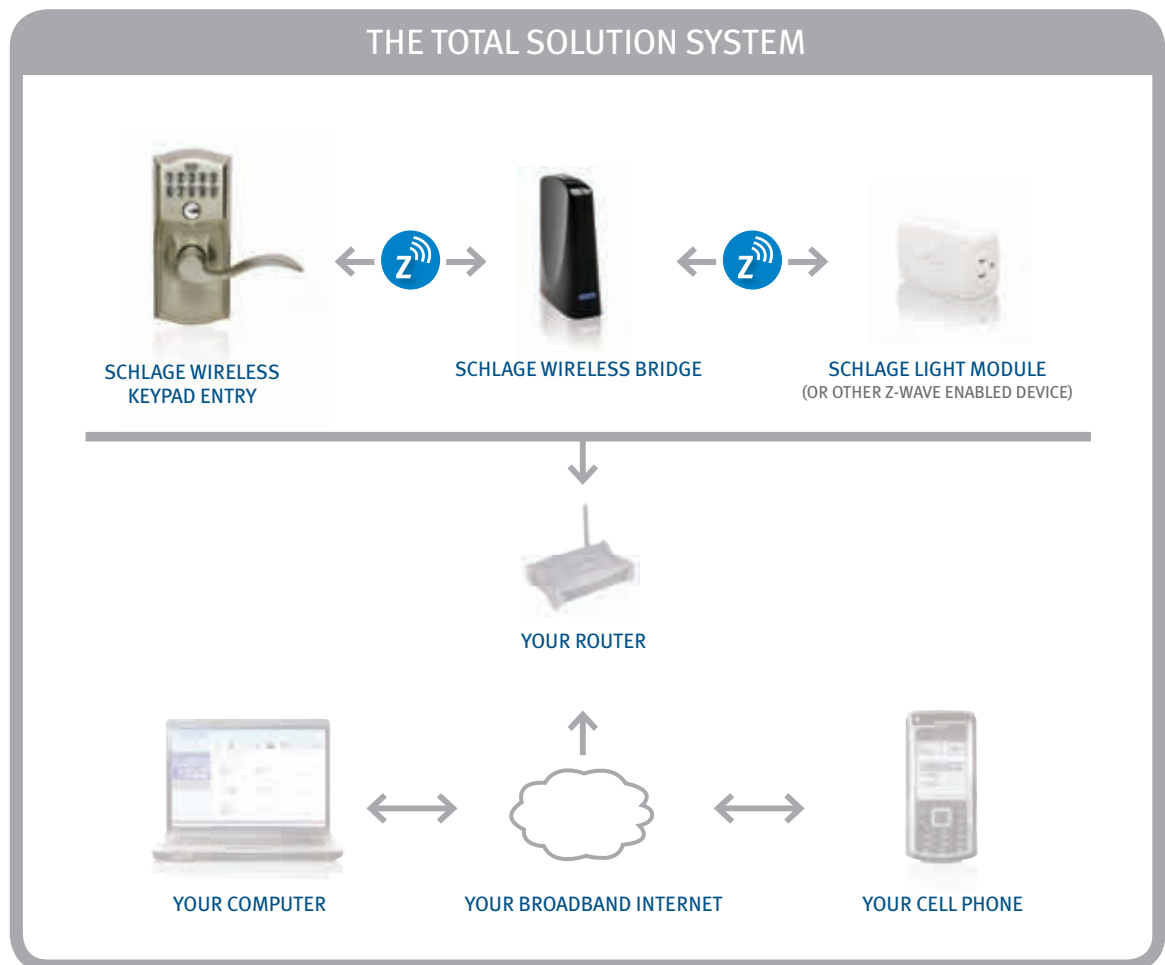 THE TOTAL SOLUTION SYSTEM
Z
Z
SCHLAGE WIRELESS
KEYPAD ENTRY
SCHLAGE WIRELESS BRIDGE
SCHLAGE LIGHT MODULE
(OR OTHER Z-WAVE ENABLED DEVICE)
YOUR ROUTER
YOUR COMPUTER
YOUR BROADBAND INTERNET
YOUR CELL PHONE